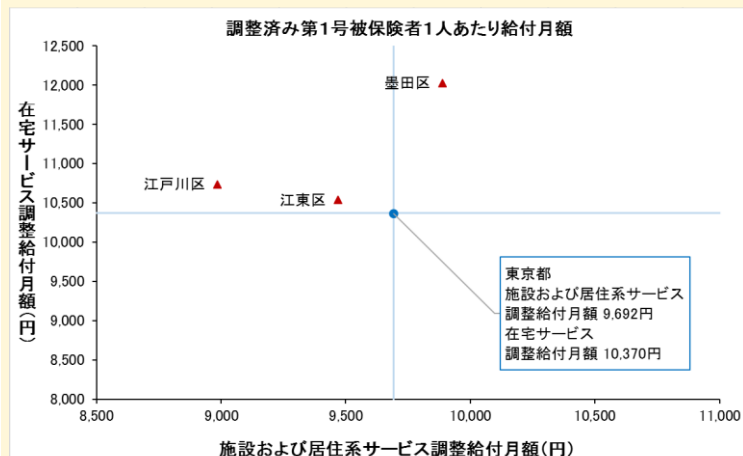 調整済み第1号被保険者1人あたり給付月額
在宅サービス調整給付月額(円)
12,500
12,000
11,500
11,000
10,500
10,000
9,500
9,000
8,500
8,000
墨田区
江戸川区
江東区
東京都
施設および居住系サービス
調整給付月額 9,692円
在宅サービス
調整給付月額 10,370円
8,500
9,000
9,500
10,000
10,500
11,000
施設および居住系サービス調整給付月額(円)